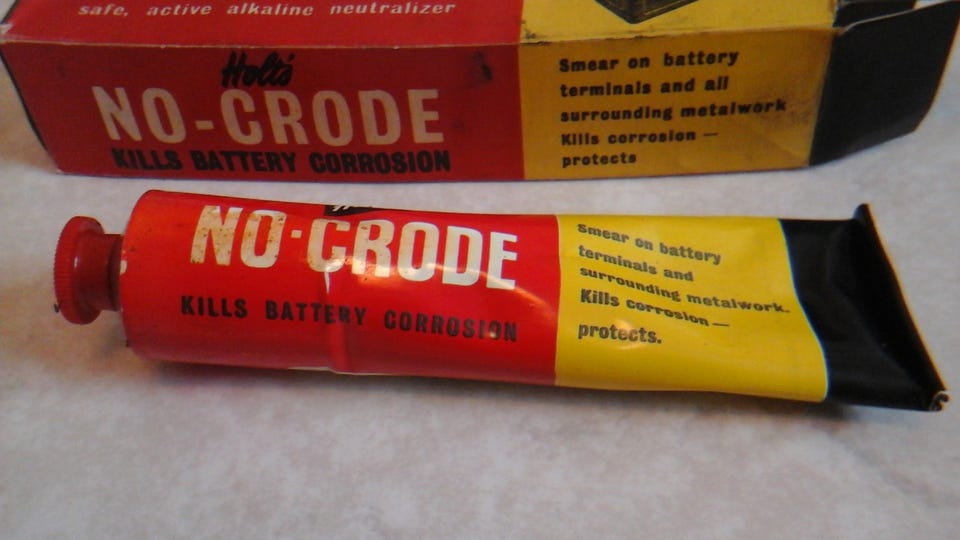 safe, active alkaline neutralizer
Holt's
NO-CRODE
KILLS BATTERY CORROSION
Smear on battery
terminals and all
surrounding metalwork
Kills corrosion —
protects
NO-CRODE
KILLS BATTERY CORROSION
Smear on battery
terminals and
surrounding metalwork.
Kills corrosion —
protects.